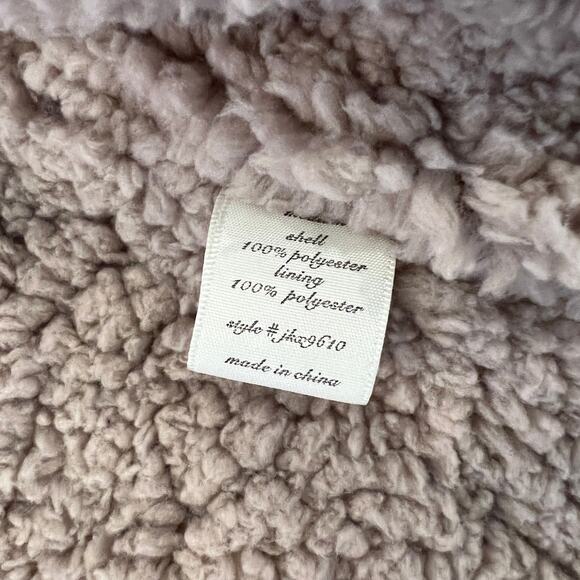 shell
100% polyester
lining
100% polyester
style # jkx9610
made in china